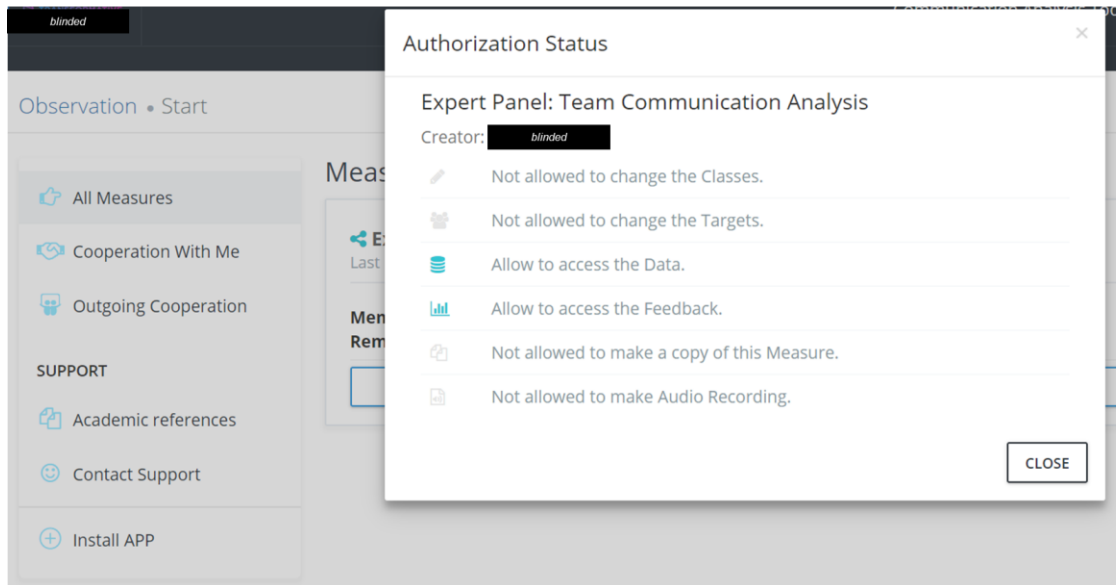 blinded
Authorization Status
×
Observation • Start
Expert Panel: Team Communication Analysis
Creator: blinded
All Measures
Cooperation With Me
Outgoing Cooperation
SUPPORT
Academic references
Contact Support
Install APP
Meas
Last
Men
Rem
Not allowed to change the Classes.
Not allowed to change the Targets.
Allow to access the Data.
Allow to access the Feedback.
Not allowed to make a copy of this Measure.
Not allowed to make Audio Recording.
CLOSE